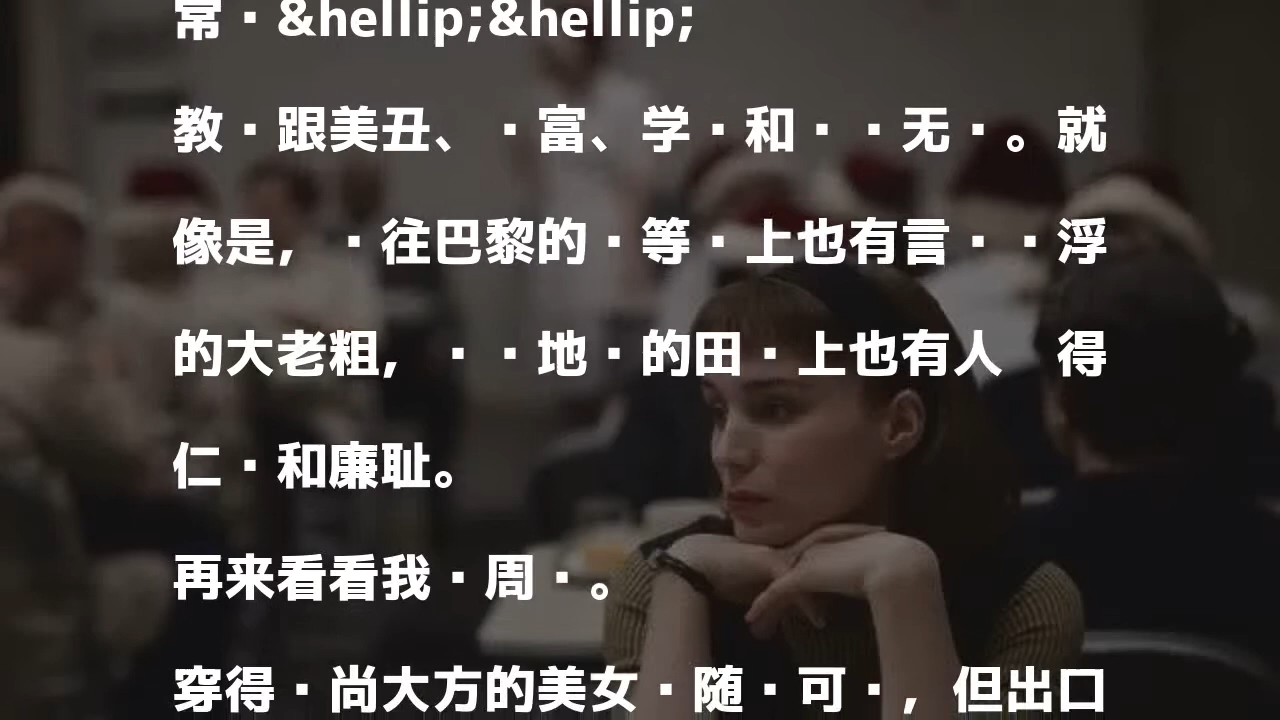 常▪&hellip;&hellip;
教▪跟美丑、▪富、学▪和▪▪无▪。就
像是，▪往巴黎的▪等▪上也有言▪▪浮
的大老粗，▪▪地▪的田▪上也有人　得
仁▪和廉耻。
再来看看我▪周▪。
穿得▪尚大方的美女▪随▪可▪，但出口